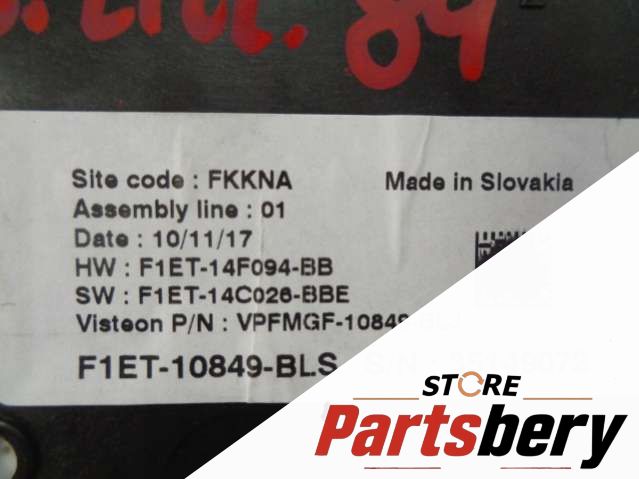 84
Site code : FKKNA Made in Slovakia
Assembly line : 01
Date : 10/11/17
HW : F1ET-14F094-BB
SW : F1ET-14C026-BBE
Visteon P/N : VPFMGF-10849
F1ET-10849-BLS
STORE
Partsbery